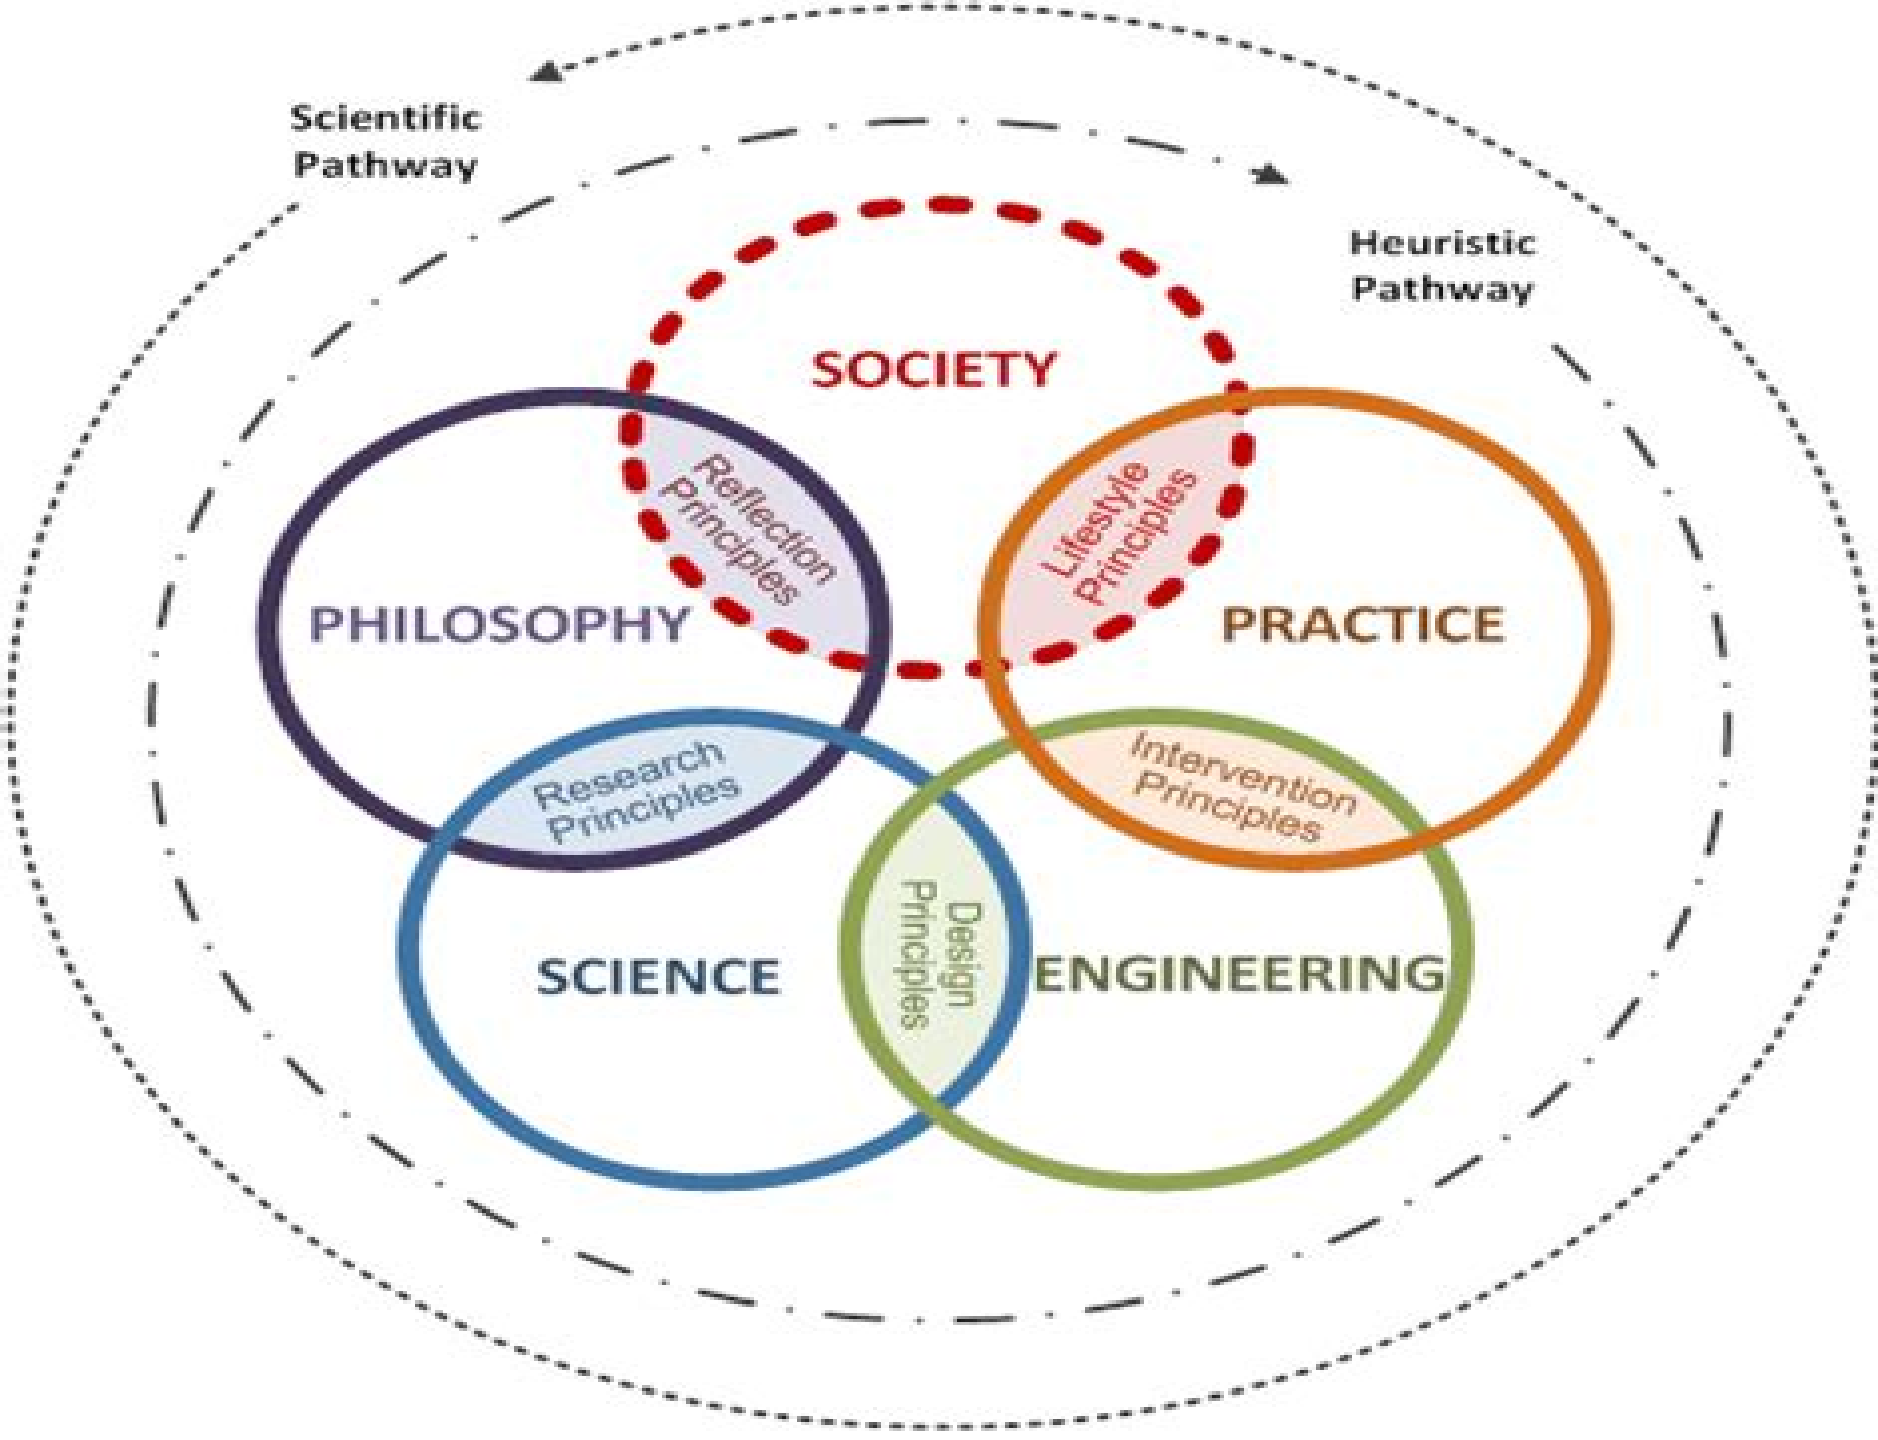 Scientific
Pathway
Heuristic
Pathway
SOCIETY
Reflection
Principles
Lifestyle
Principles
PHILOSOPHY
PRACTICE
Research
Principles
Intervention
Principles
Design
Principles
SCIENCE
ENGINEERING